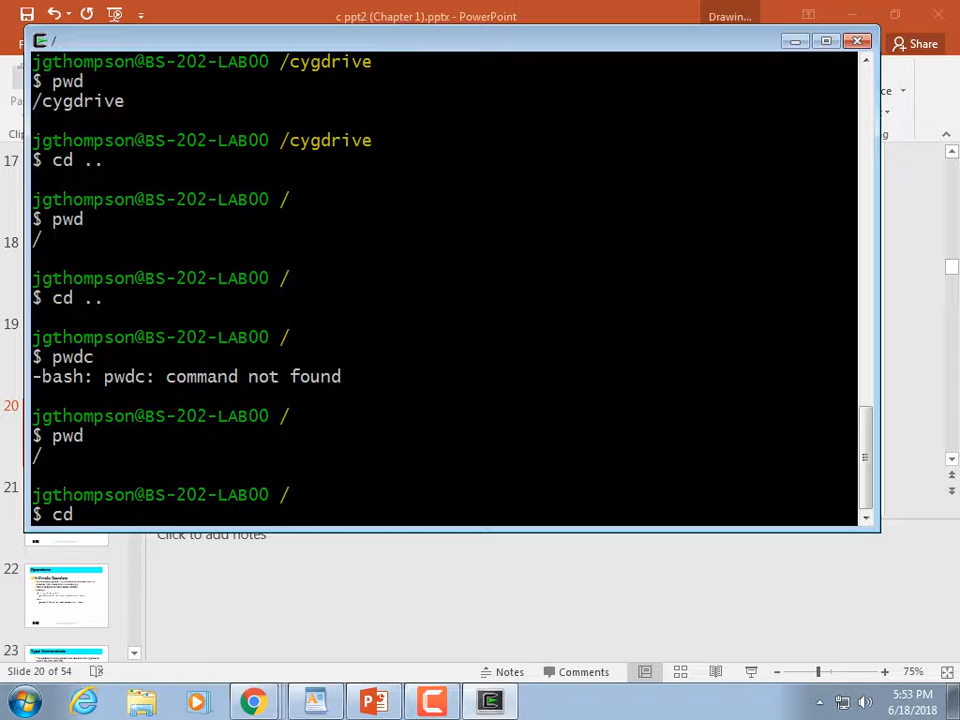 c ppt2 (Chapter1).pptx - PowerPoint
Drawin...
/
Share
jgthompson@BS-202-LAB00 /cygdrive
$ pwd
/cygdrive
jgthompson@BS-202-LAB00 /cygdrive
$ cd ..
jgthompson@BS-202-LAB00 /
$ pwd
/
jgthompson@BS-202-LAB00 /
$ cd ..
jgthompson@BS-202-LAB00 /
$ pwdc
-bash: pwdc: command not found
jgthompson@BS-202-LAB00 /
$ pwd
/
jgthompson@BS-202-LAB00 /
$ cd
17
18
19
20
21
22
23
Click to add notes
Slide 20 of 54
Notes
Comments
75%
5:53 PM
6/18/2018